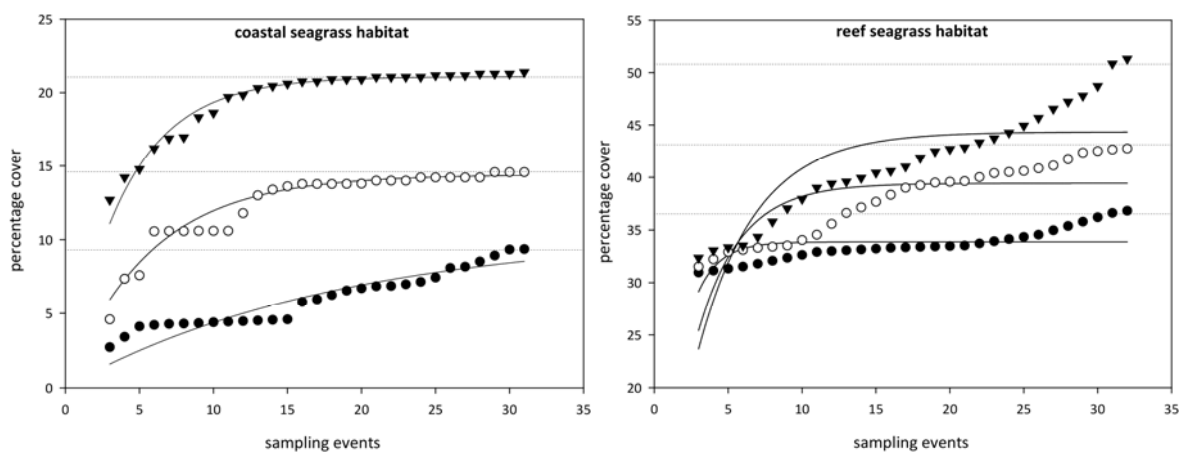 coastal seagrass habitat
25
20
15
10
5
0
percentage cover
0 5 10 15 20 25 30 35
sampling events
reef seagrass habitat
55
50
45
40
35
30
25
20
percentage cover
0 5 10 15 20 25 30 35
sampling events